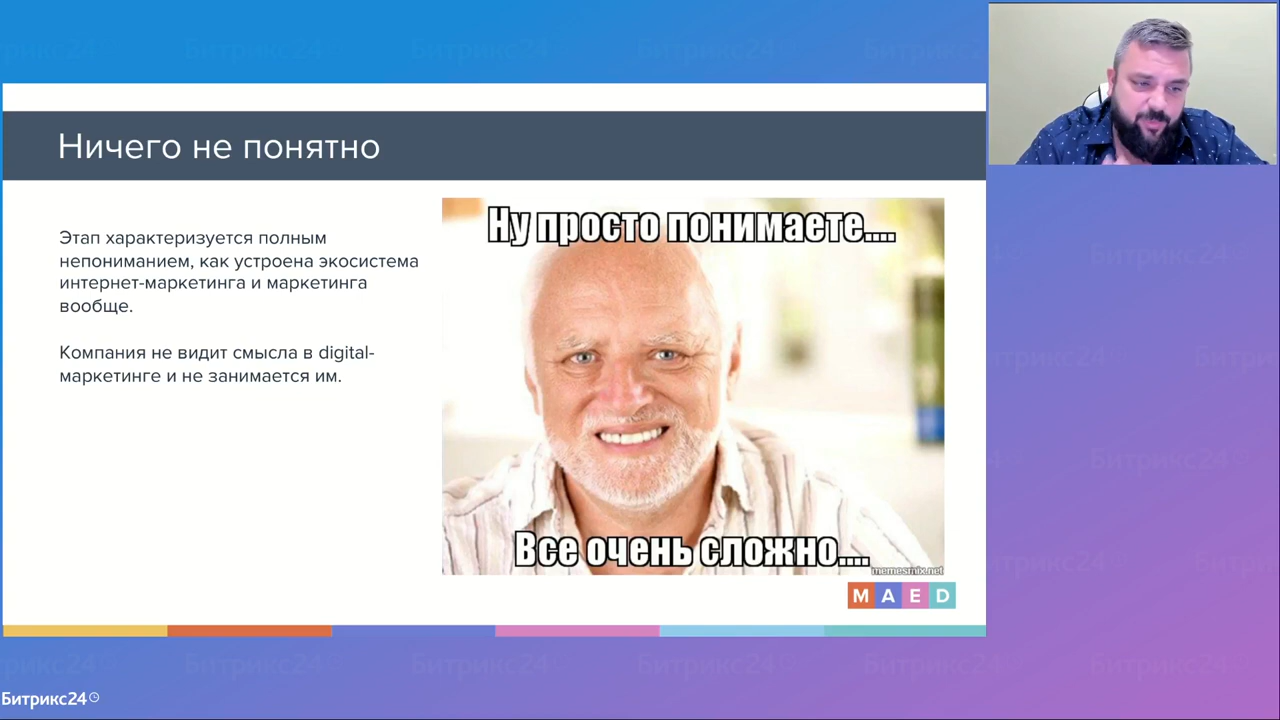 Ничего не понятно
Этап характеризуется полным
непониманием, как устроена экосистема
интернет-маркетинга и маркетинга
вообще.
Компания не видит смысла в digital-
маркетинге и не занимается им.
Ну просто понимаете....
Все очень сложно....
memesmix.net
M A E D
Битрикс24